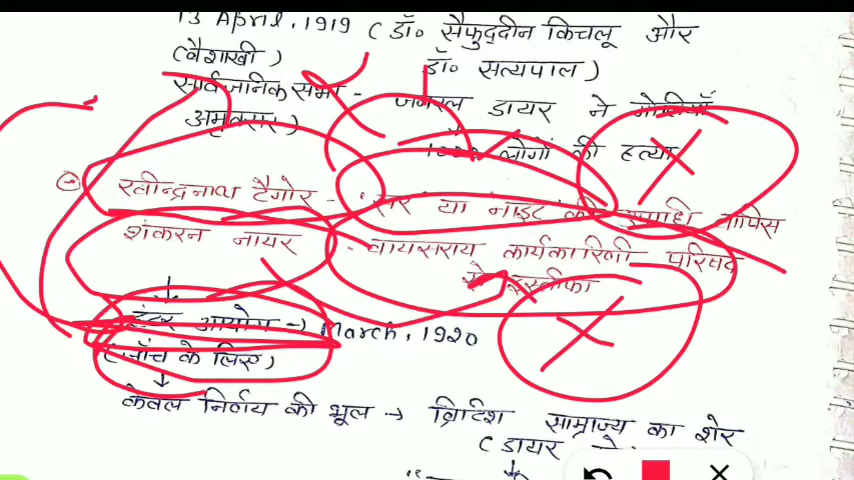 13 April, 1919 ( डॉ० सैफुद्दीन किचलू और
(वैशाखी) डॉ० सत्यपाल )
सार्वजनिक सभा - जनरल डायर ने गोलियाँ
अमृतसर ) 1000 लोगों की हत्या
रवीन्द्रनाथ टैगोर - 'सर' या नाइट की उपाधि वापिस
शंकरन नायर - वायसराय कार्यकारिणी परिषद
से इस्तीफा
हंटर आयोग → March, 1920
(जाँच के लिए)
केवल निर्णय की भूल → ब्रिटिश साम्राज्य का शेर
( डायर